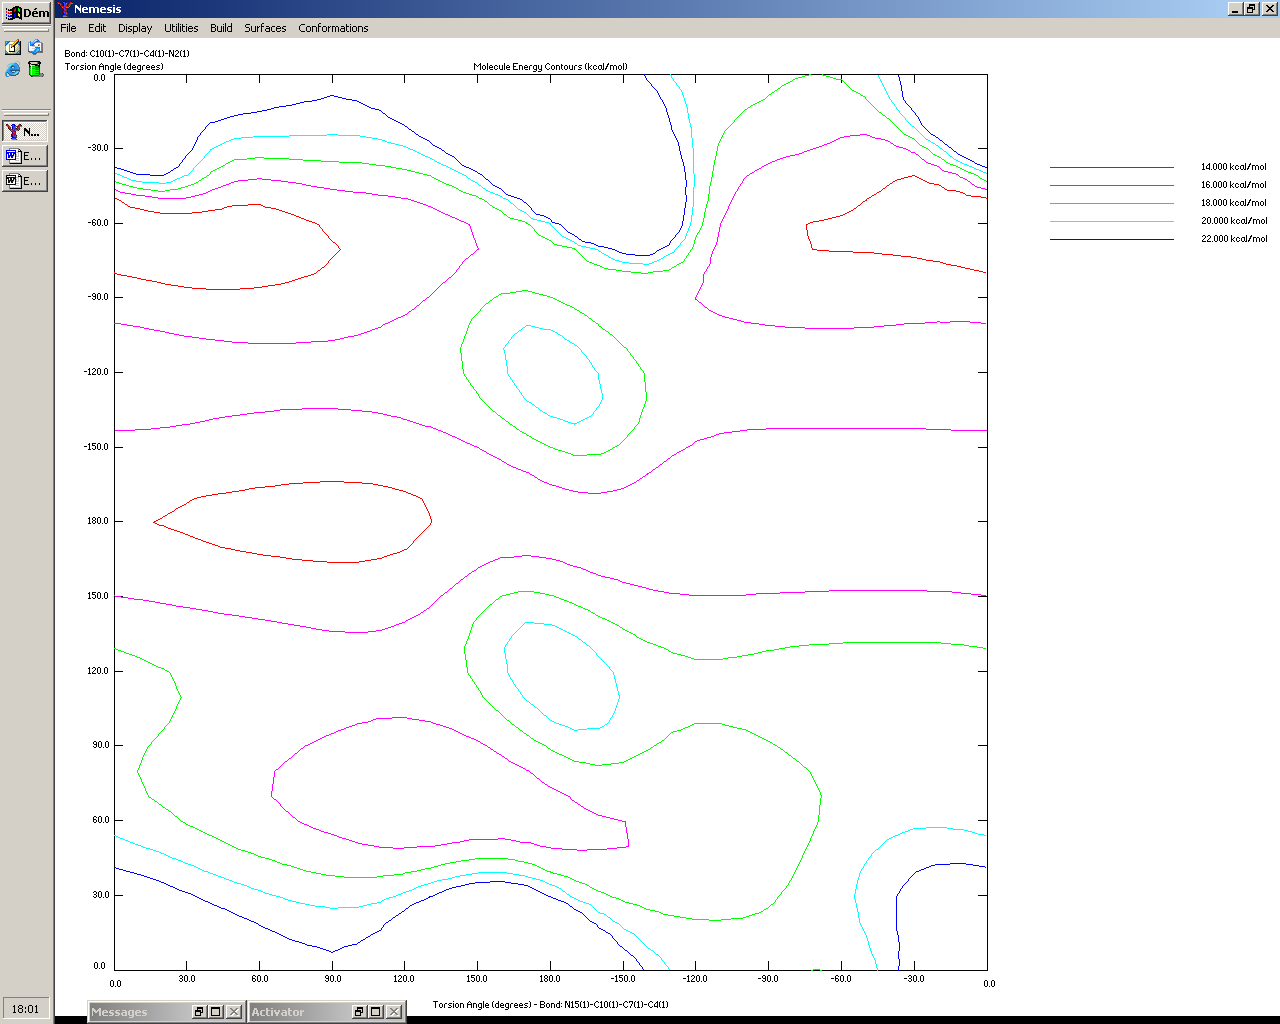 Dém
Nemesis
File Edit Display Utilities Build Surfaces Conformations
Bond: C10(1)-C7(1)-C4(1)-N2(1)
Torsion Angle (degrees)
Molecule Energy Contours (kcal/mol)
0.0
-30.0
-60.0
-90.0
-120.0
-150.0
180.0
150.0
120.0
90.0
60.0
30.0
0.0
0.0 30.0 60.0 90.0 120.0 150.0 180.0 -150.0 -120.0 -90.0 -60.0 -30.0 0.0
Torsion Angle (degrees) - Bond: N15(1)-C10(1)-C7(1)-C4(1)
14.000 kcal/mol
16.000 kcal/mol
18.000 kcal/mol
20.000 kcal/mol
22.000 kcal/mol
N...
E...
E...
18:01
Messages
Activator